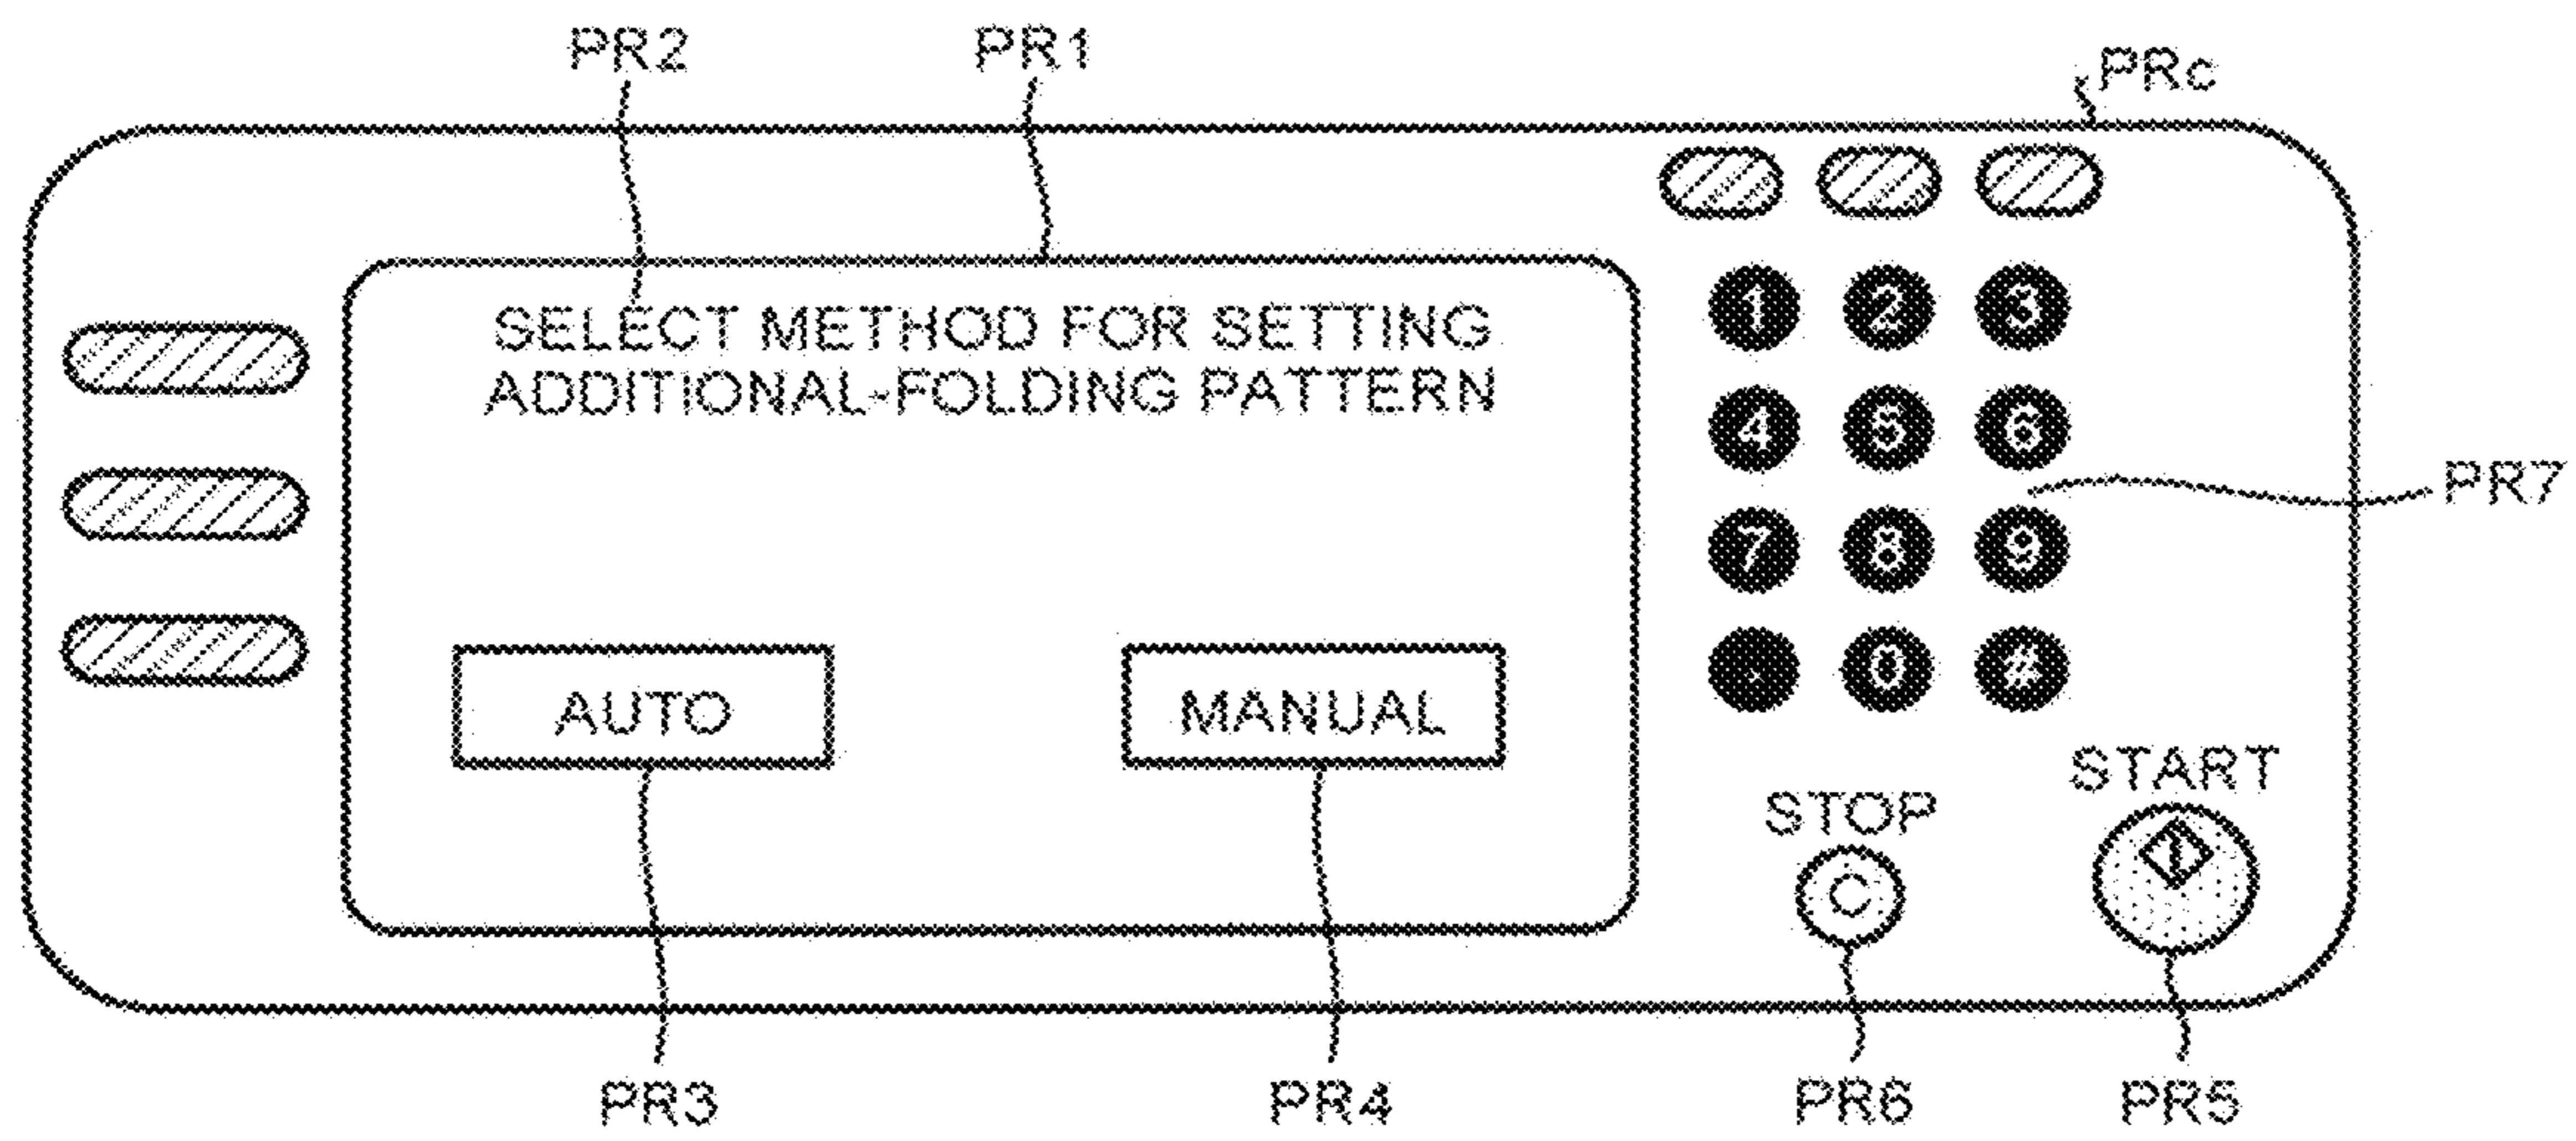 PR2 PR1 PRc
SELECT METHOD FOR SETTING
ADDITIONAL-FOLDING PATTERN
1 2 3
4 5 6
PR7
7 8 9
0 #
AUTO MANUAL
START
STOP
C
PR3 PR4 PR6 PR5